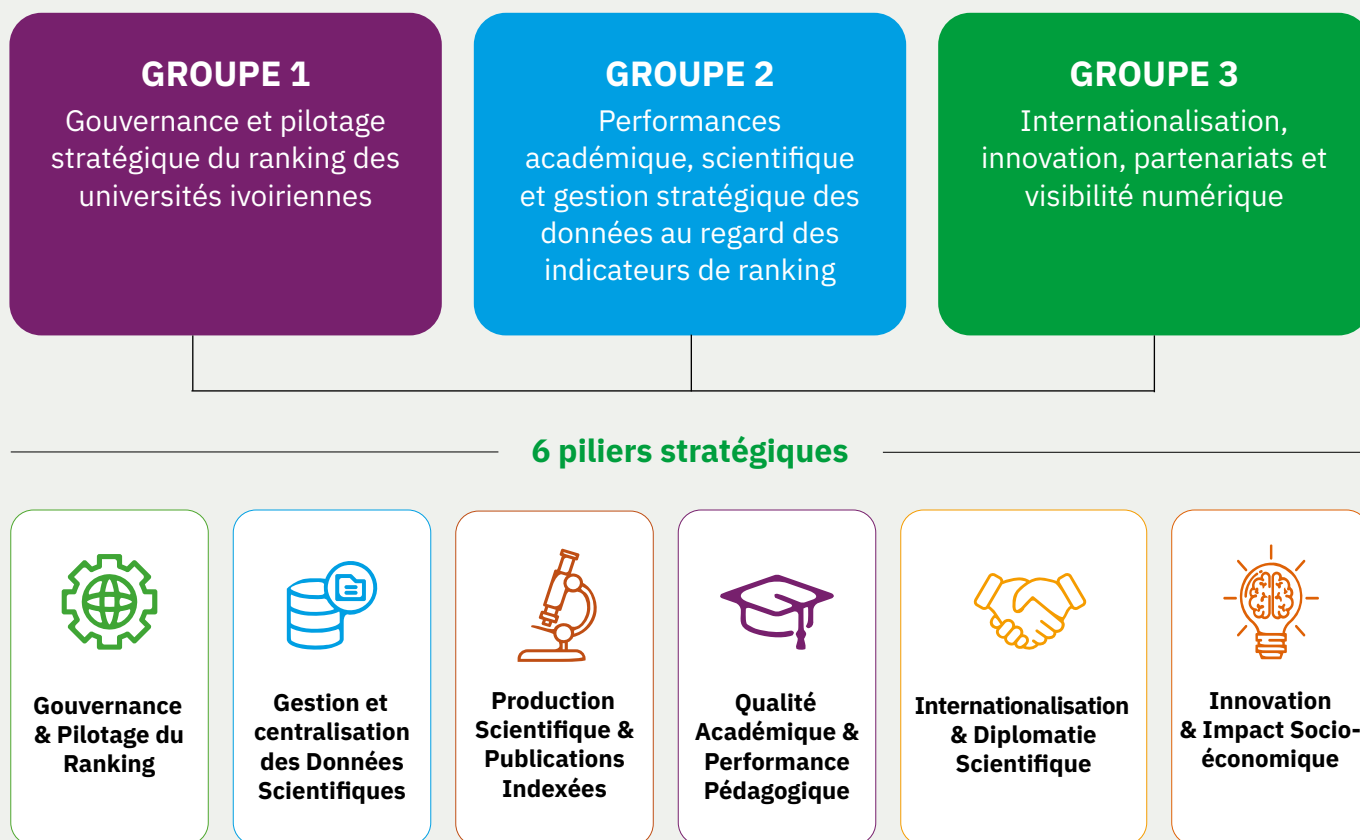 GROUPE 1
Gouvernance et pilotage
stratégique du ranking des
universités ivoiriennes
GROUPE 2
Performances
académique, scientifique
et gestion stratégique des
données au regard des
indicateurs de ranking
GROUPE 3
Internationalisation,
innovation, partenariats et
visibilité numérique
6 piliers stratégiques
Gouvernance
& Pilotage du
Ranking
Gestion et
centralisation
des Données
Scientifiques
Production
Scientifique &
Publications
Indexées
Qualité
Académique &
Performance
Pédagogique
Internationalisation
& Diplomatie
Scientifique
Innovation
& Impact Socio-
économique